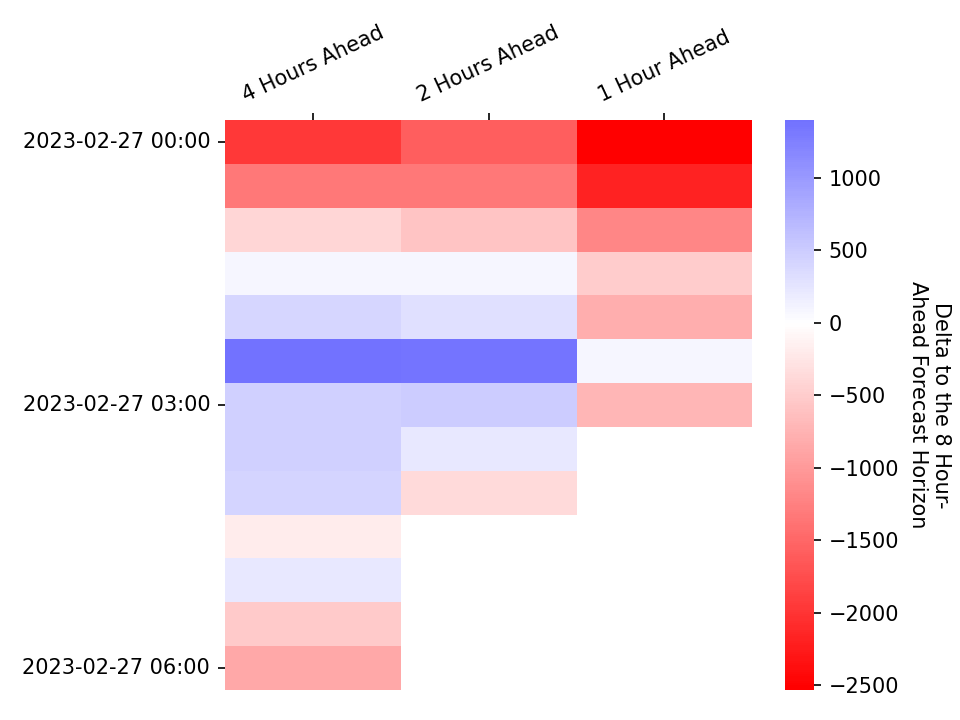 4 Hours Ahead
2 Hours Ahead
1 Hour Ahead
2023-02-27 00:00
2023-02-27 03:00
2023-02-27 06:00
1000
500
0
−500
−1000
−1500
−2000
−2500
Delta to the 8 Hour-
Ahead Forecast Horizon